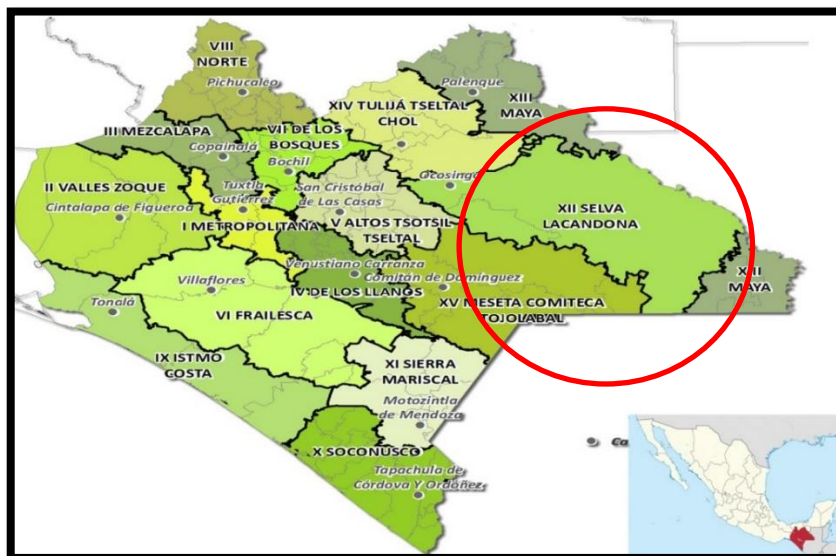 VIII
NORTE
Pichucalco
Palenque
XIII
MAYA
XIV TULIJÁ TSELTAL
CHOL
III MEZCALAPA
Copainalá
VII DE LOS
BOSQUES
Bochil
Ocosingo
II VALLES ZOQUE
Cintalapa de Figueroa
Tuxtla
Gutiérrez
I METROPOLITANA
San Cristóbal
de Las Casas
V ALTOS TSOTSIL
TSELTAL
XII SELVA
LACANDONA
Venustiano Carranza
IV DE LOS LLANOS
Comitán de Domínguez
XV MESETA COMITECA
TOJOLABAL
XIII
MAYA
Villaflores
VI FRAILESCA
Tonalá
IX ISTMO
COSTA
XI SIERRA
MARISCAL
Motozintla
de Mendoza
X SOCONUSCO
Tapachula de
Córdova Y Ordóñez